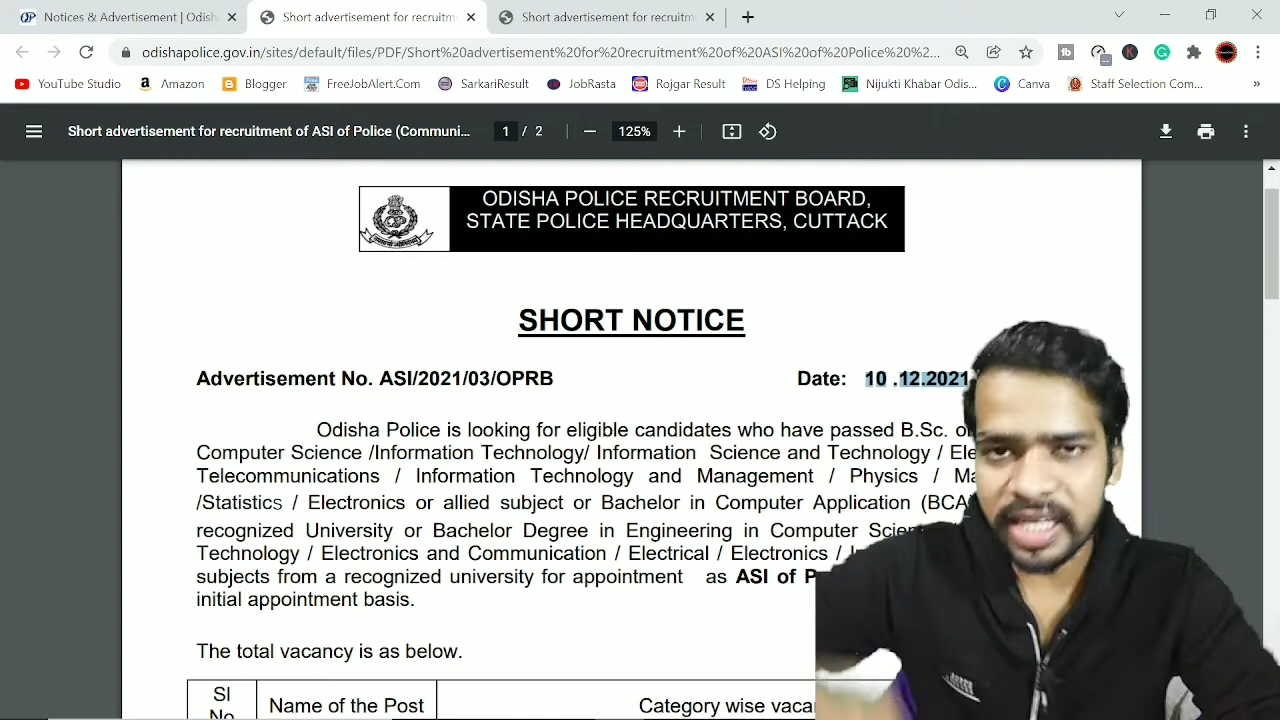 Notices & Advertisement | Odish
Short advertisement for recruitm
Short advertisement for recruitm
odishapolice.gov.in/sites/default/files/PDF/Short%20advertisement%20for%20recruitment%20of%20ASI%20of%20Police%20%2...
YouTube Studio
Amazon
Blogger
FreeJobAlert.Com
SarkariResult
JobRasta
Rojgar Result
DS Helping
Nijukti Khabar Odis...
Canva
Staff Selection Com...
Short advertisement for recruitment of ASI of Police (Communi...
1 / 2
125%
ODISHA POLICE RECRUITMENT BOARD,
STATE POLICE HEADQUARTERS, CUTTACK
SHORT NOTICE
Advertisement No. ASI/2021/03/OPRB Date: 10 .12.2021
Odisha Police is looking for eligible candidates who have passed B.Sc.
Computer Science /Information Technology/ Information Science and Technology / Ele
Telecommunications / Information Technology and Management / Physics / Ma
/Statistics / Electronics or allied subject or Bachelor in Computer Application (BCA
recognized University or Bachelor Degree in Engineering in Computer Scien
Technology / Electronics and Communication / Electrical / Electronics /
subjects from a recognized university for appointment as ASI of P
initial appointment basis.
The total vacancy is as below.
Sl
No
Name of the Post
Category wise vaca